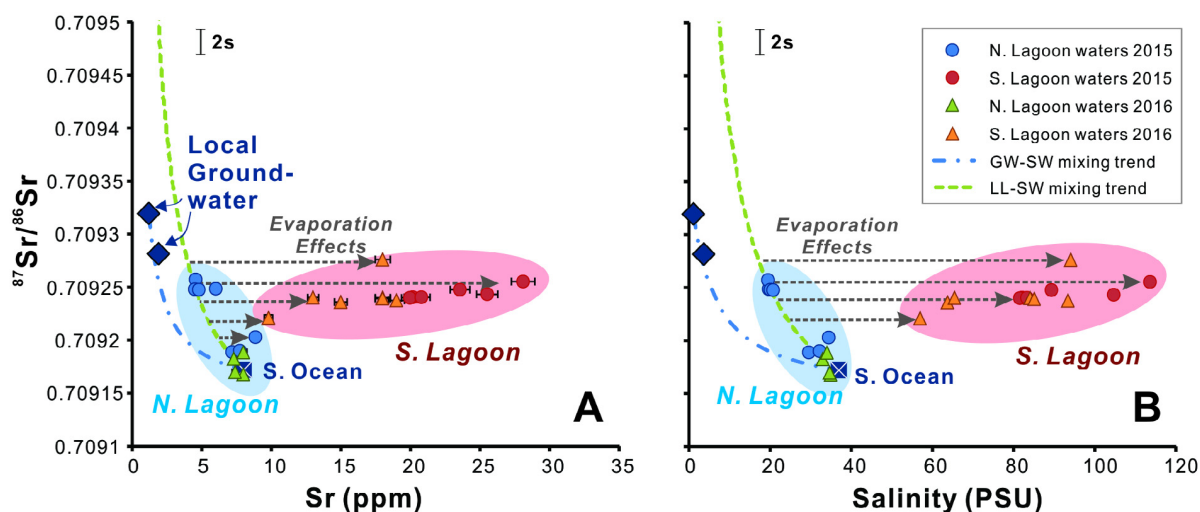 0.7095
0.70945
0.7094
0.70935
0.7093
0.70925
0.7092
0.70915
0.7091
87Sr/86Sr
2s
Local
Ground-
water
Evaporation
Effects
S. Lagoon
S. Ocean
N. Lagoon
A
0 5 10 15 20 25 30 35
Sr (ppm)
2s
N. Lagoon waters 2015
S. Lagoon waters 2015
N. Lagoon waters 2016
S. Lagoon waters 2016
GW-SW mixing trend
LL-SW mixing trend
Evaporation
Effects
S. Lagoon
S. Ocean
N. Lagoon
B
0 20 40 60 80 100 120
Salinity (PSU)